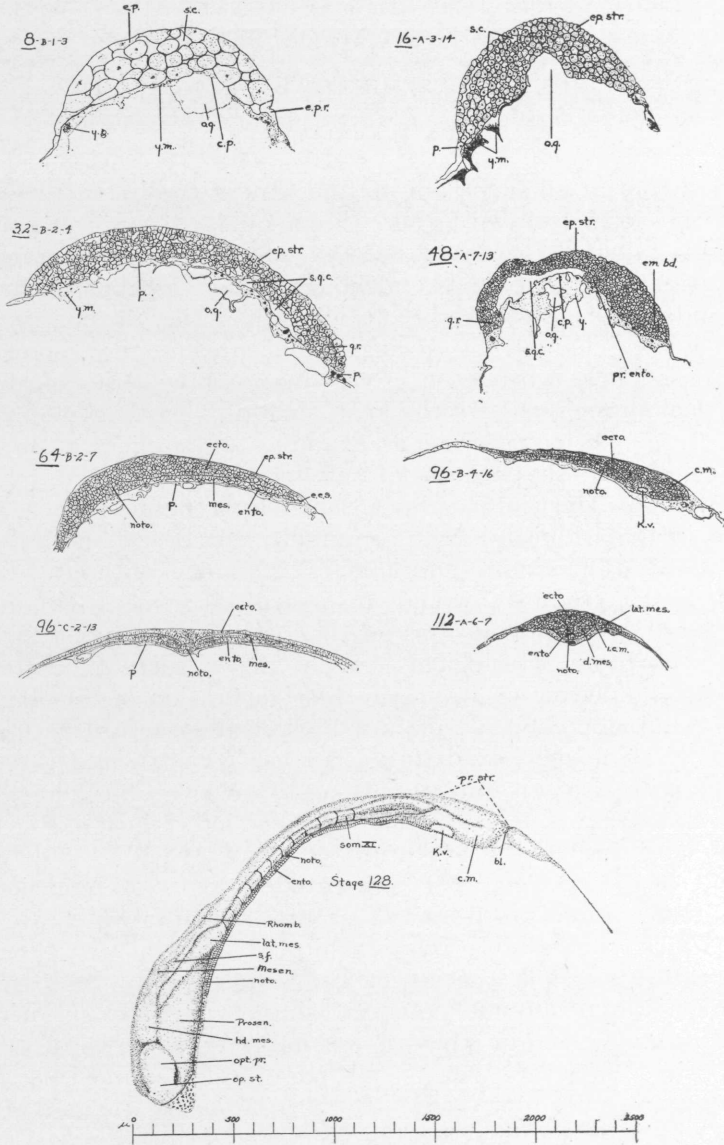 8-B-1-3
ep.
s.c.
e.p.r.
y.m.
c.p.
16-A-3-14
s.c.
ep. str.
p.
y.m.
o.g.
32-B-2-4
ep. str.
s.g.c.
p.
y.m.
o.g.
g.r.
p.
48-A-7-13
ep. str.
em. bd.
g.r.
s.g.c.
o.g.
c.p.
y.
pr. ento.
64-B-2-7
ecto.
ep. str.
noto.
p.
mes.
ento.
96-B-4-16
ecto.
c.m.
noto.
K.v.
96-C-2-13
ecto.
p
noto.
ento.
mes.
112-A-6-7
ecto
lat. mes.
i.c.m.
ento
noto.
d. mes.
pr. str.
som. XI.
K.v.
c.m.
bl.
noto.
ento.
Stage 128.
Rhomb.
lat. mes.
s.f.
Mesen.
noto.
Prosen.
hd. mes.
opt. pr.
op. st.
μ 0 500 1000 1500 2000 2500